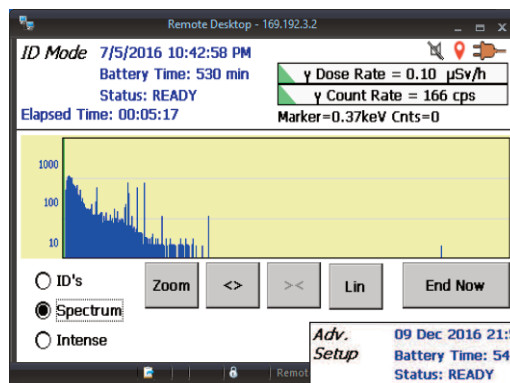 Remote Desktop - 169.192.3.2
ID Mode 7/5/2016 10:42:58 PM
Battery Time: 530 min
Status: READY
Elapsed Time: 00:05:17
γ Dose Rate = 0.10 µSv/h
γ Count Rate = 166 cps
Marker=0.37keV Cnts=0
1000
100
10
ID's
Spectrum
Intense
Zoom
<>
><
Lin
End Now
Adv.
Setup
09 Dec 2016 21:
Battery Time: 54
Status: READY
Remot